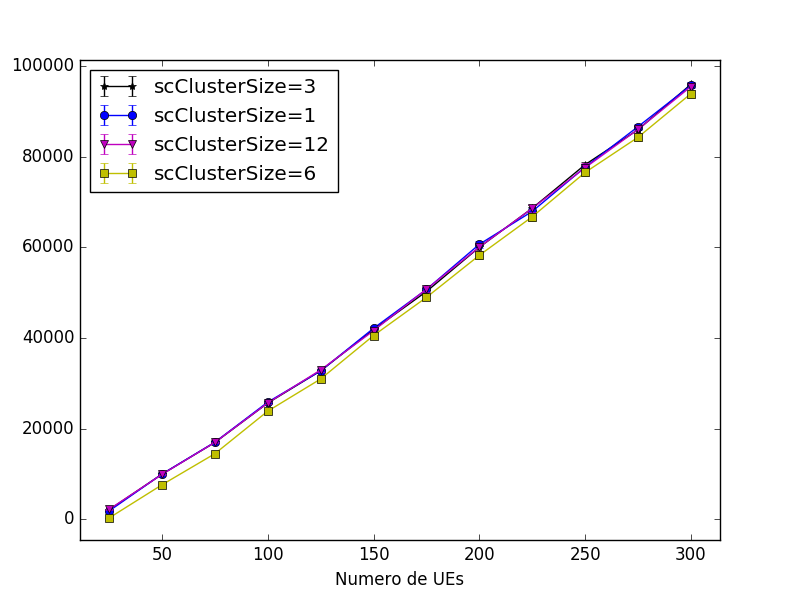 100000
80000
60000
40000
20000
0
scClusterSize=3
scClusterSize=1
scClusterSize=12
scClusterSize=6
50 100 150 200 250 300
Numero de UEs